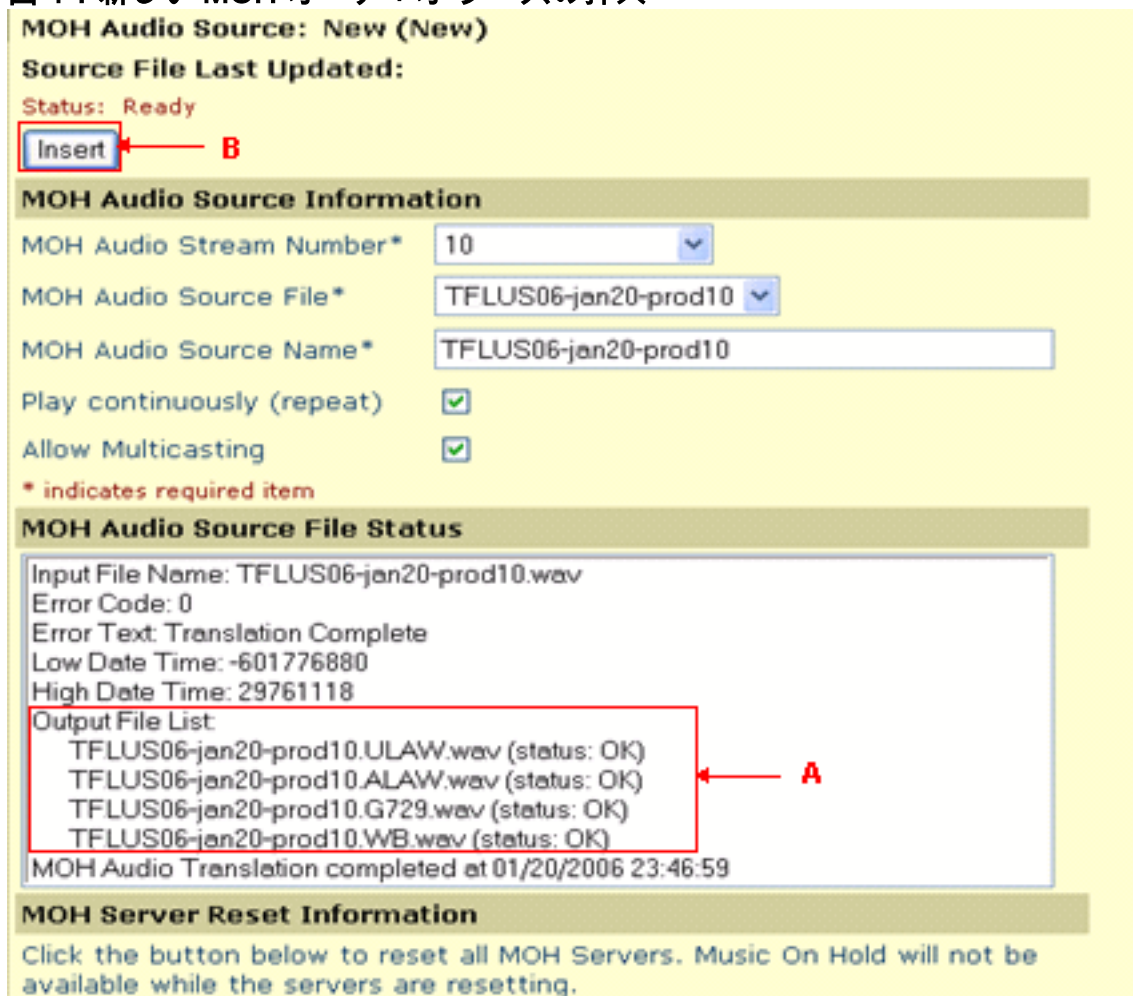 MOH Audio Source: New (New)
Source File Last Updated:
Status: Ready
Insert
B
MOH Audio Source Information
MOH Audio Stream Number* 10
MOH Audio Source File* TFLUS06-jan20-prod10
MOH Audio Source Name* TFLUS06-jan20-prod10
Play continuously (repeat)
Allow Multicasting
* indicates required item
MOH Audio Source File Status
Input File Name: TFLUS06-jan20-prod10.wav
Error Code: 0
Error Text: Translation Complete
Low Date Time: -601776880
High Date Time: 29761118
Output File List:
TFLUS06-jan20-prod10.ULAW.wav (status: OK)
TFLUS06-jan20-prod10.ALAW.wav (status: OK)
A
TFLUS06-jan20-prod10.G729.wav (status: OK)
TFLUS06-jan20-prod10.WB.wav (status: OK)
MOH Audio Translation completed at 01/20/2006 23:46:59
MOH Server Reset Information
Click the button below to reset all MOH Servers. Music On Hold will not be
available while the servers are resetting.